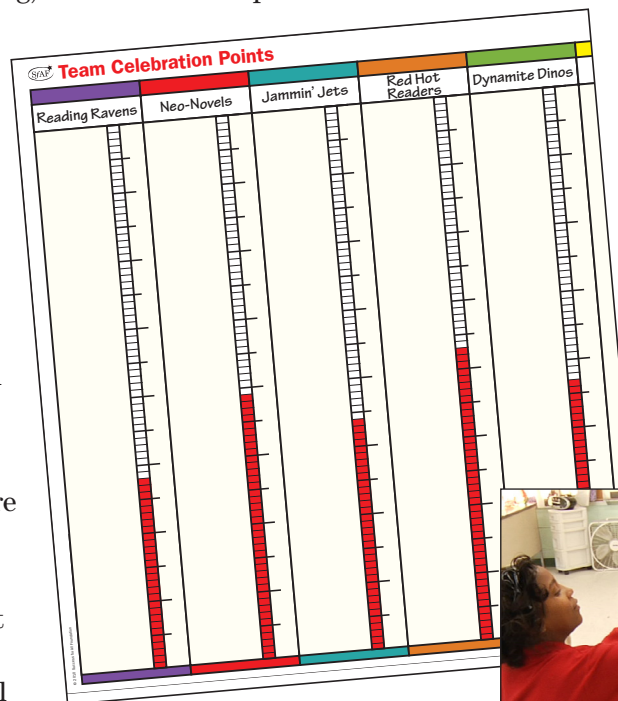 SfAF
Team Celebration Points
Reading Ravens
Neo-Novels
Jammin' Jets
Red Hot
Readers
Dynamite Dinos